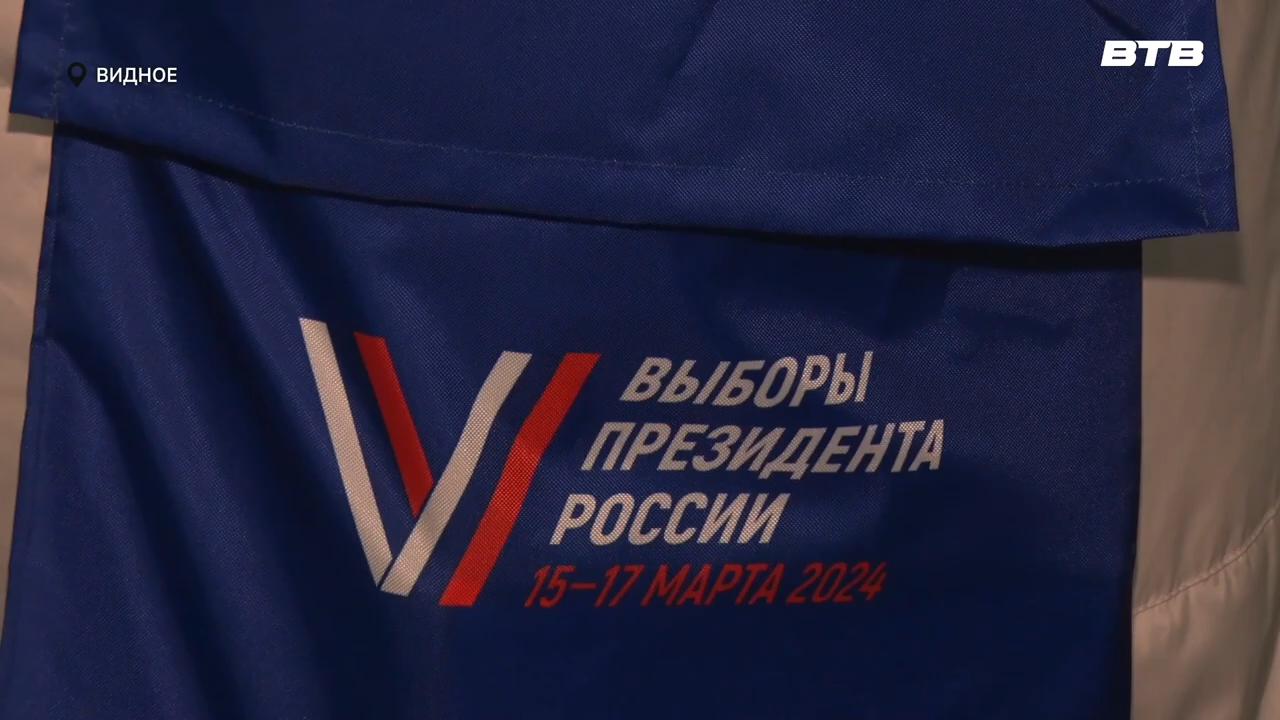 ВИДНОЕ
ВТВ
ВЫБОРЫ
ПРЕЗИДЕНТА
РОССИИ
15–17 МАРТА 2024